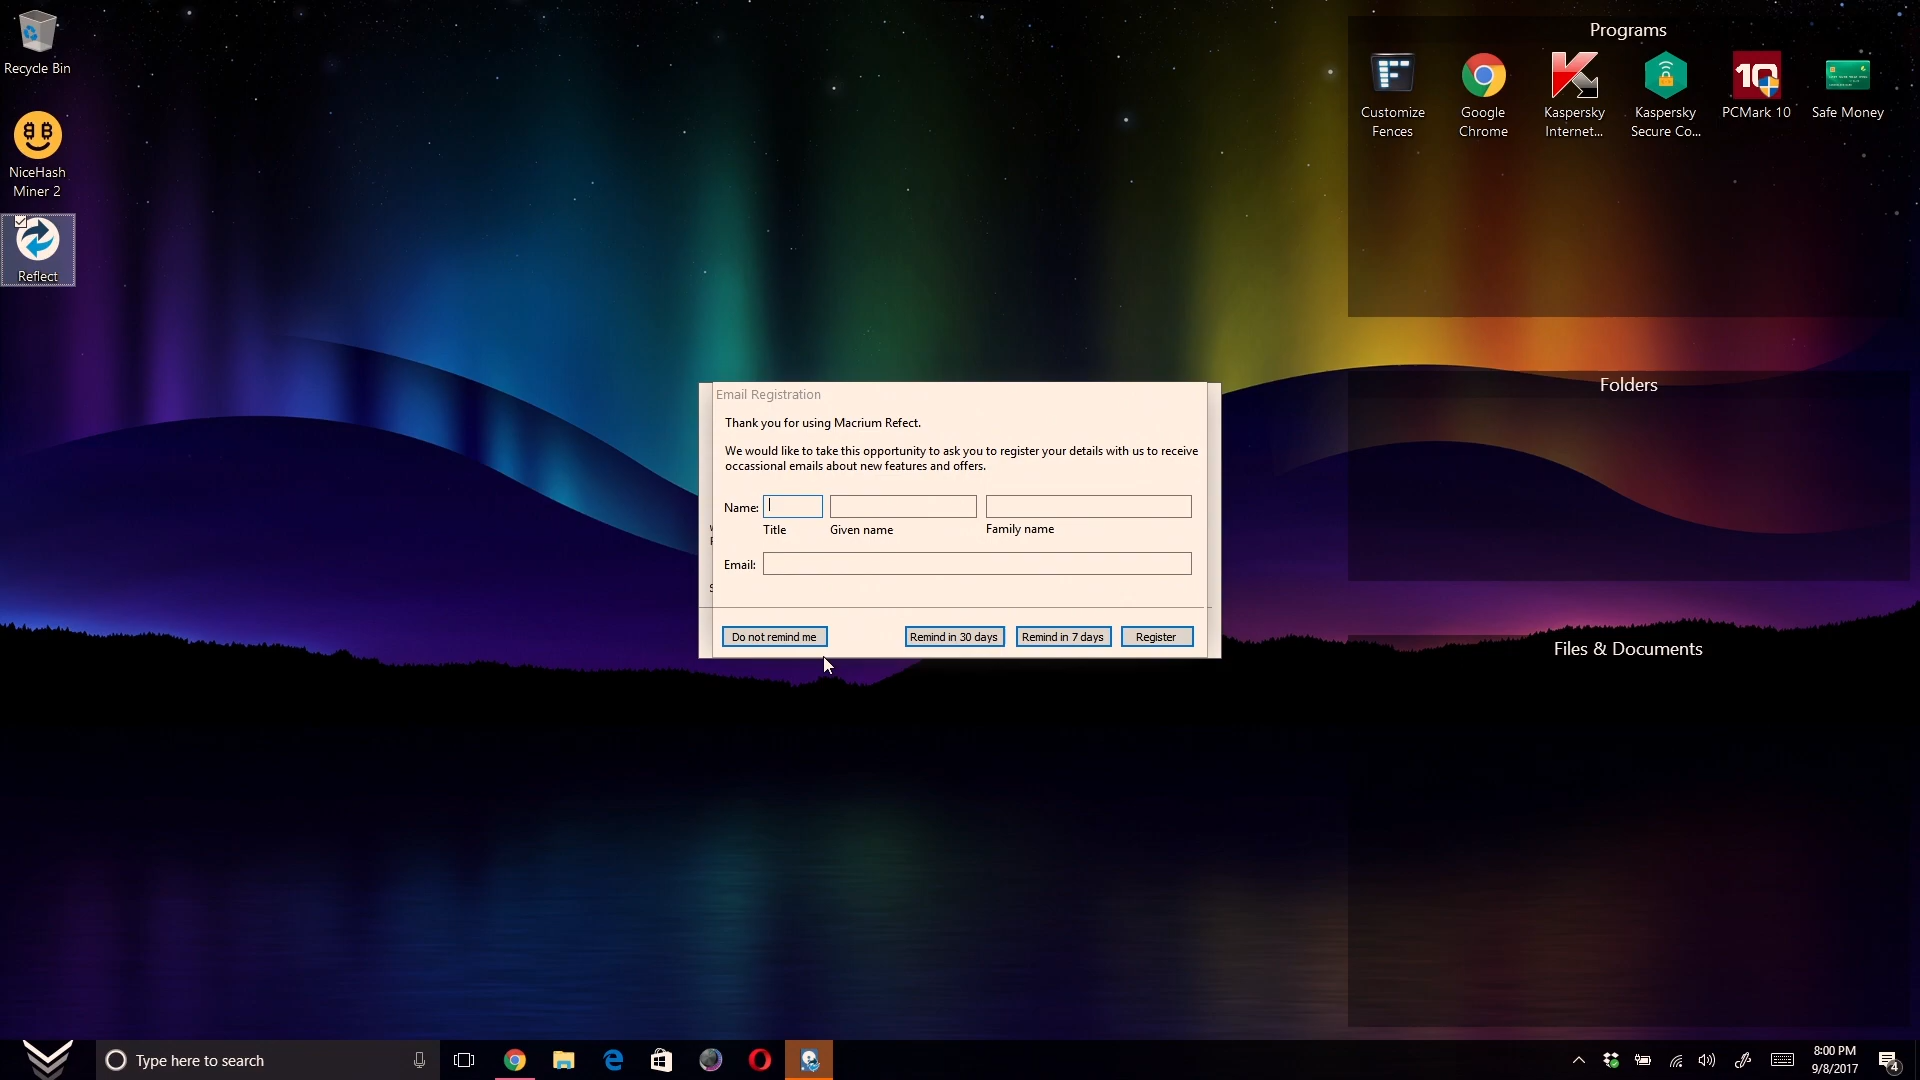 Recycle Bin
NiceHash
Miner 2
Reflect
Programs
Customize
Fences
Google
Chrome
Kaspersky
Internet...
Kaspersky
Secure Co...
PCMark 10
Safe Money
Folders
Files & Documents
Email Registration
Thank you for using Macrium Refect.
We would like to take this opportunity to ask you to register your details with us to receive
occassional emails about new features and offers.
Name:
Title
Given name
Family name
Email:
Do not remind me
Remind in 30 days
Remind in 7 days
Register
Type here to search
8:00 PM
9/8/2017
4